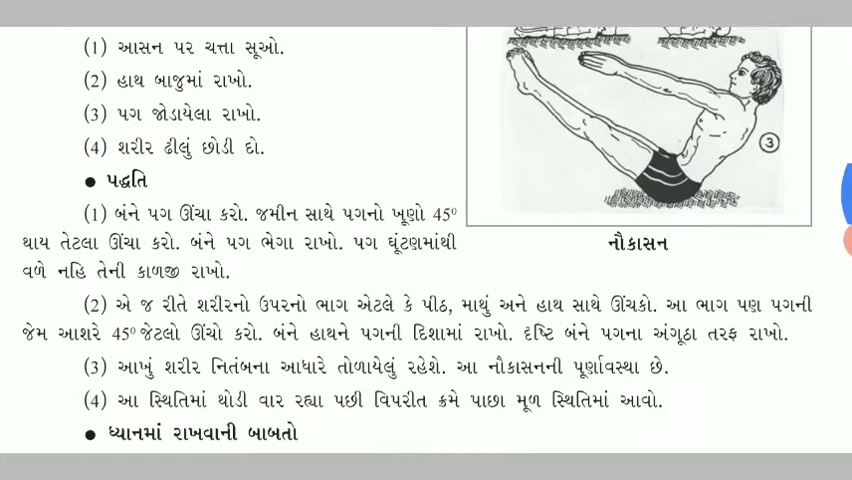 (1) આસન પર ચત્તા સૂઓ.
(2) હાથ બાજુમાં રાખો.
(3) પગ જોડાયેલા રાખો.
(4) શરીર ઢીલું છોડી દો.
● પદ્ધતિ
(1) બંને પગ ઊંચા કરો. જમીન સાથે પગનો ખૂણો 45⁰
થાય તેટલા ઊંચા કરો. બંને પગ ભેગા રાખો. પગ ઘૂંટણમાંથી
વળે નહિ તેની કાળજી રાખો.
3
નૌકાસન
(2) એ જ રીતે શરીરનો ઉપરનો ભાગ એટલે કે પીઠ, માથું અને હાથ સાથે ઊંચકો. આ ભાગ પણ પગની
જેમ આશરે 45⁰ જેટલો ઊંચો કરો. બંને હાથને પગની દિશામાં રાખો. દૃષ્ટિ બંને પગના અંગૂઠા તરફ રાખો.
(3) આખું શરીર નિતંબના આધારે તોળાયેલું રહેશે. આ નૌકાસનની પૂર્ણાવસ્થા છે.
(4) આ સ્થિતિમાં થોડી વાર રહ્યા પછી વિપરીત ક્રમે પાછા મૂળ સ્થિતિમાં આવો.
● ધ્યાનમાં રાખવાની બાબતો